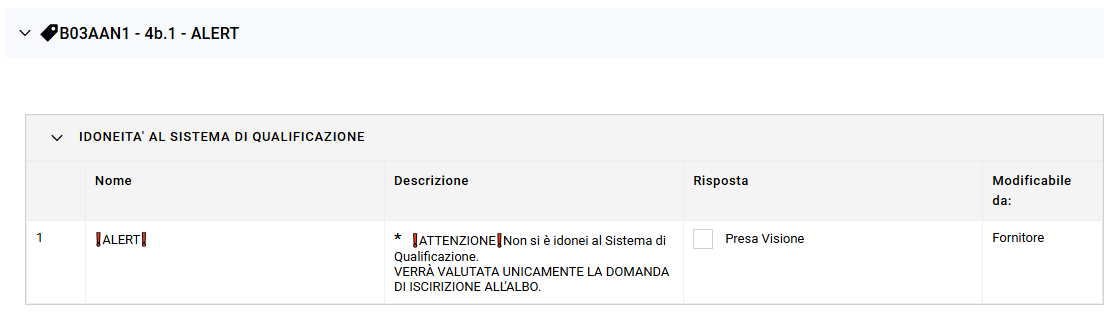 B03AAN1 - 4b.1 - ALERT
IDONEITA' AL SISTEMA DI QUALIFICAZIONE
Nome Descrizione Risposta Modificabile
da:
1 ❗ALERT❗ * ❗ATTENZIONE❗Non si è idonei al Sistema di Presa Visione Fornitore
Qualificazione.
VERRÀ VALUTATA UNICAMENTE LA DOMANDA
DI ISCIRIZIONE ALL'ALBO.